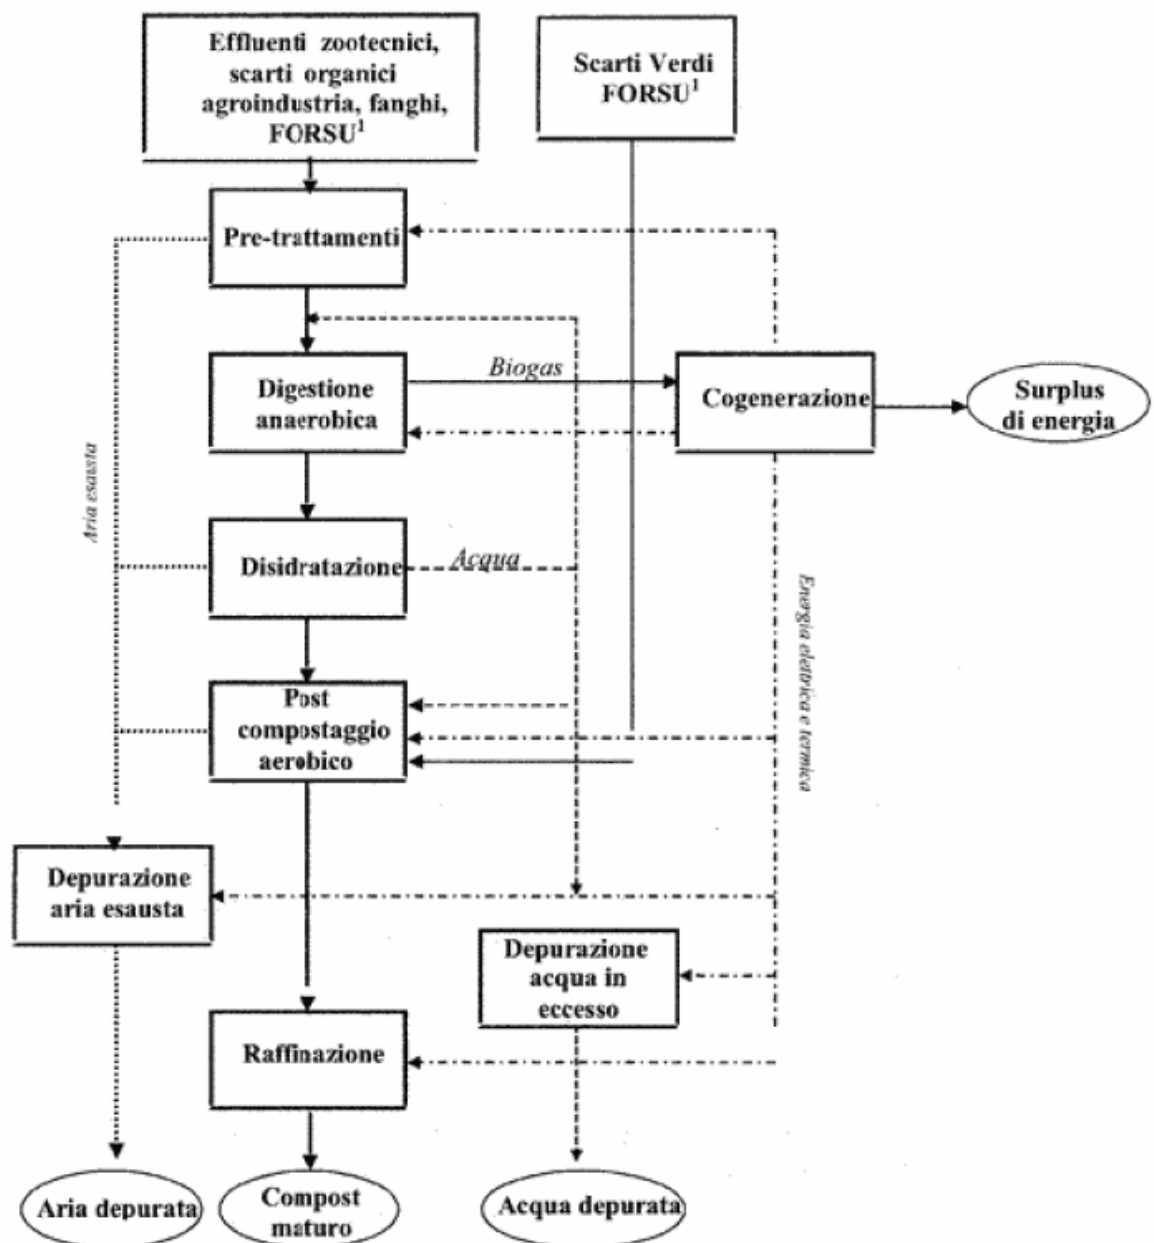 Effluenti zootecnici,
scarti organici
agroindustria, fanghi,
FORSU¹
Scarti Verdi
FORSU¹
Pre-trattamenti
Biogas
Digestione
anaerobica
Cogenerazione
Surplus
di energia
Aria esausta
Disidratazione
Acqua
Energia elettrica e termica
Post
compostaggio
aerobico
Depurazione
aria esausta
Depurazione
acqua in
eccesso
Raffinazione
Aria depurata
Compost
maturo
Acqua depurata